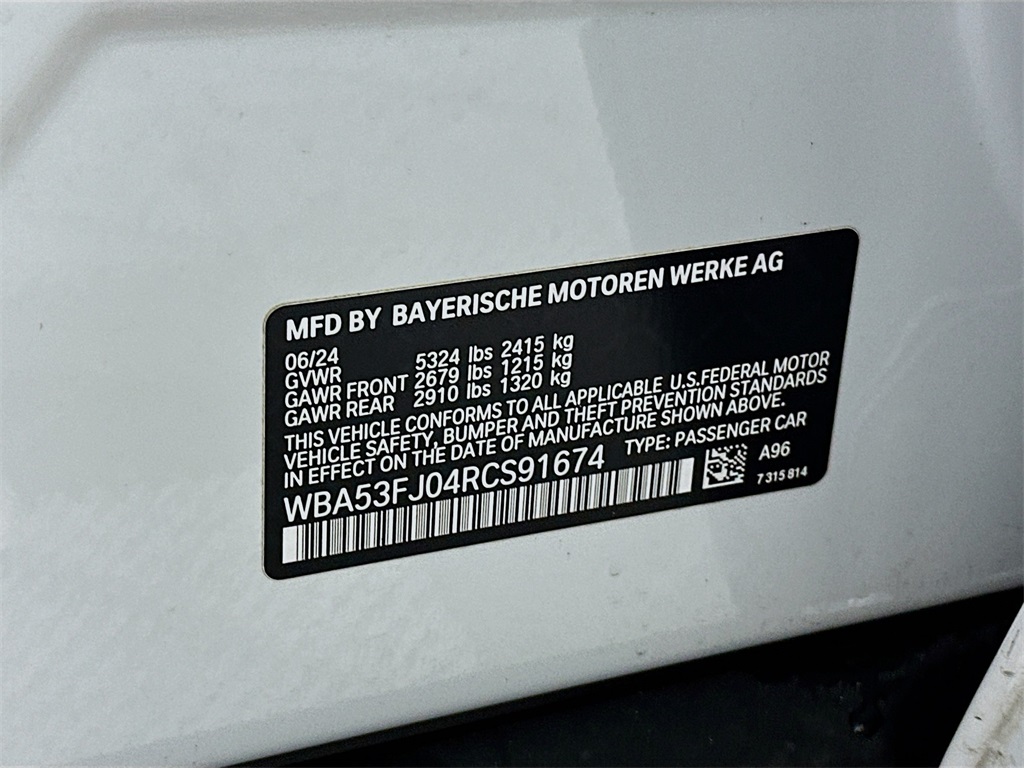 MFD BY BAYERISCHE MOTOREN WERKE AG
06/24
GVWR 5324 lbs 2415 kg
GAWR FRONT 2679 lbs 1215 kg
GAWR REAR 2910 lbs 1320 kg
THIS VEHICLE CONFORMS TO ALL APPLICABLE U.S.FEDERAL MOTOR
VEHICLE SAFETY, BUMPER AND THEFT PREVENTION STANDARDS
IN EFFECT ON THE DATE OF MANUFACTURE SHOWN ABOVE.
WBA53FJ04RCS91674 TYPE: PASSENGER CAR
A96
7 315 814